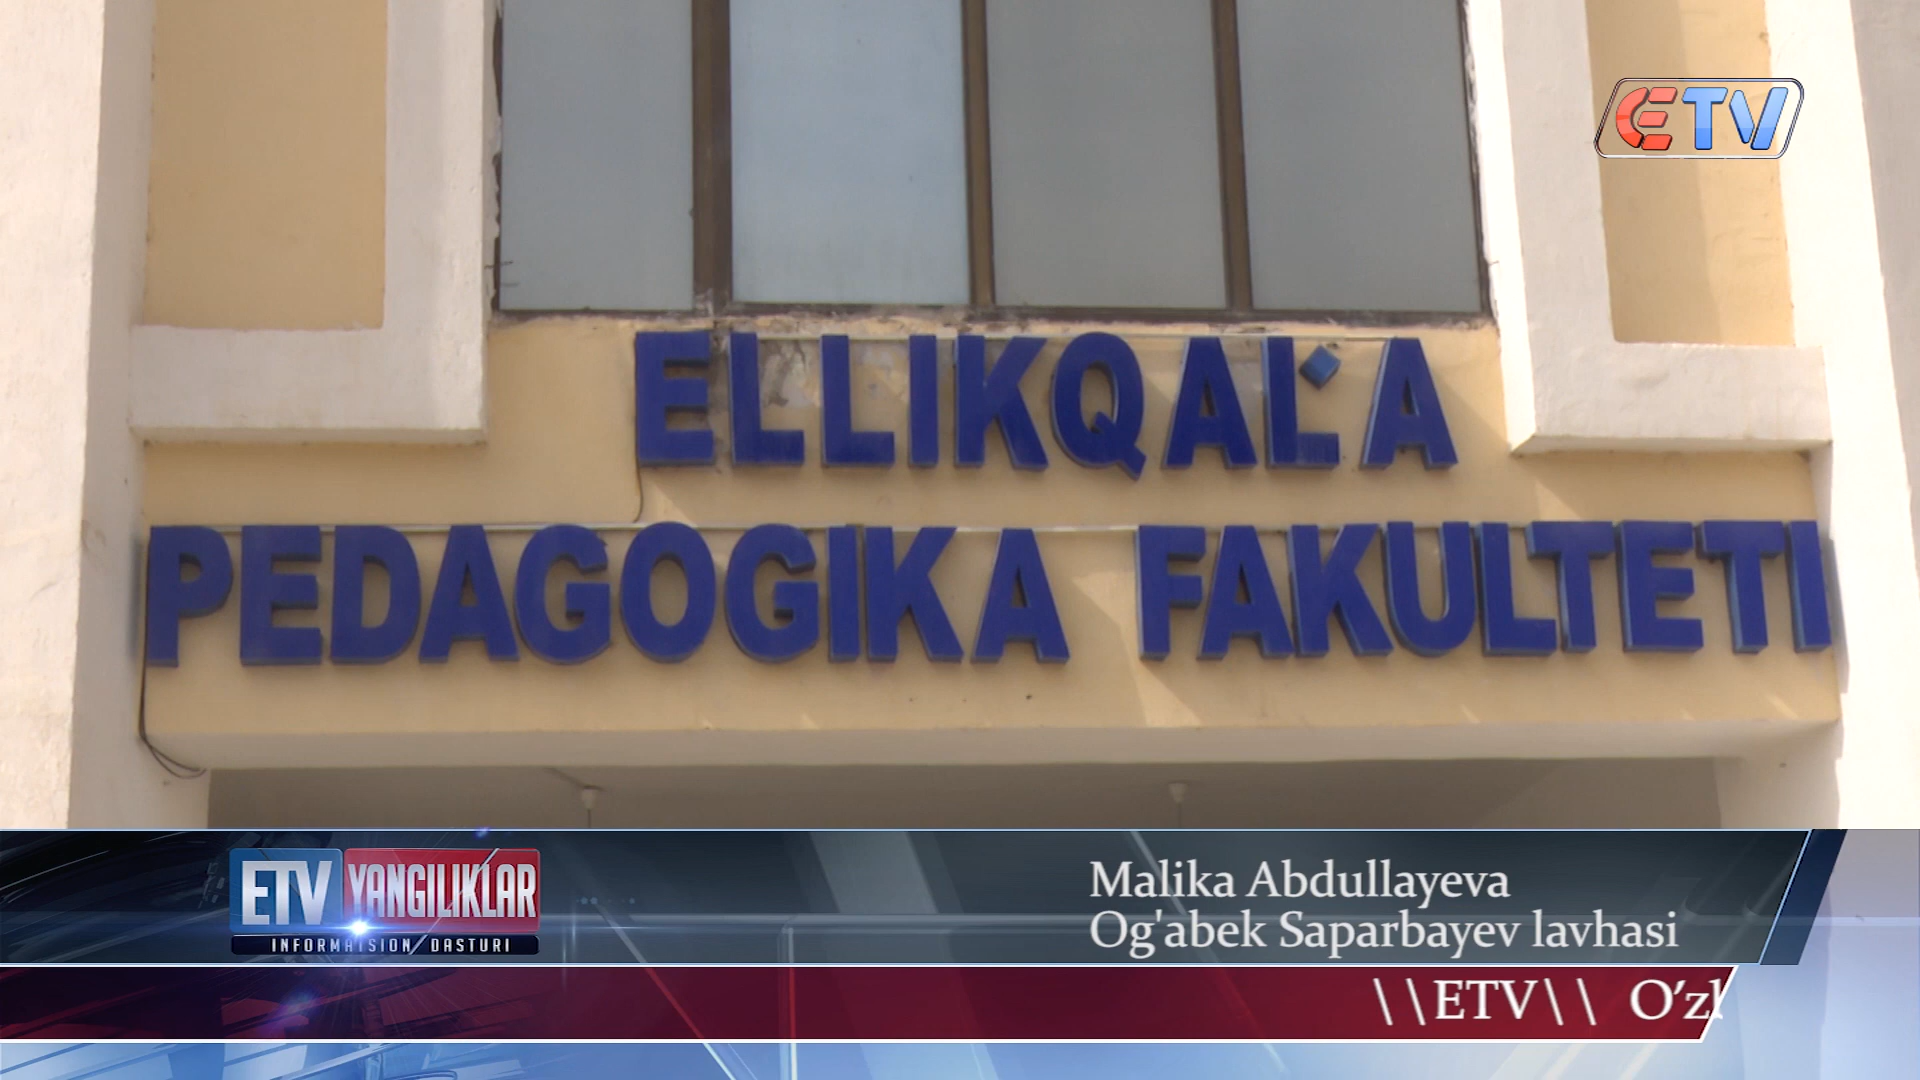 ETV
ELLIKQAL'A
PEDAGOGIKA FAKULTETI
ETV YANGILIKLAR
INFORMATSION DASTURI
Malika Abdullayeva
Og'abek Saparbayev lavhasi
\\ETV\\